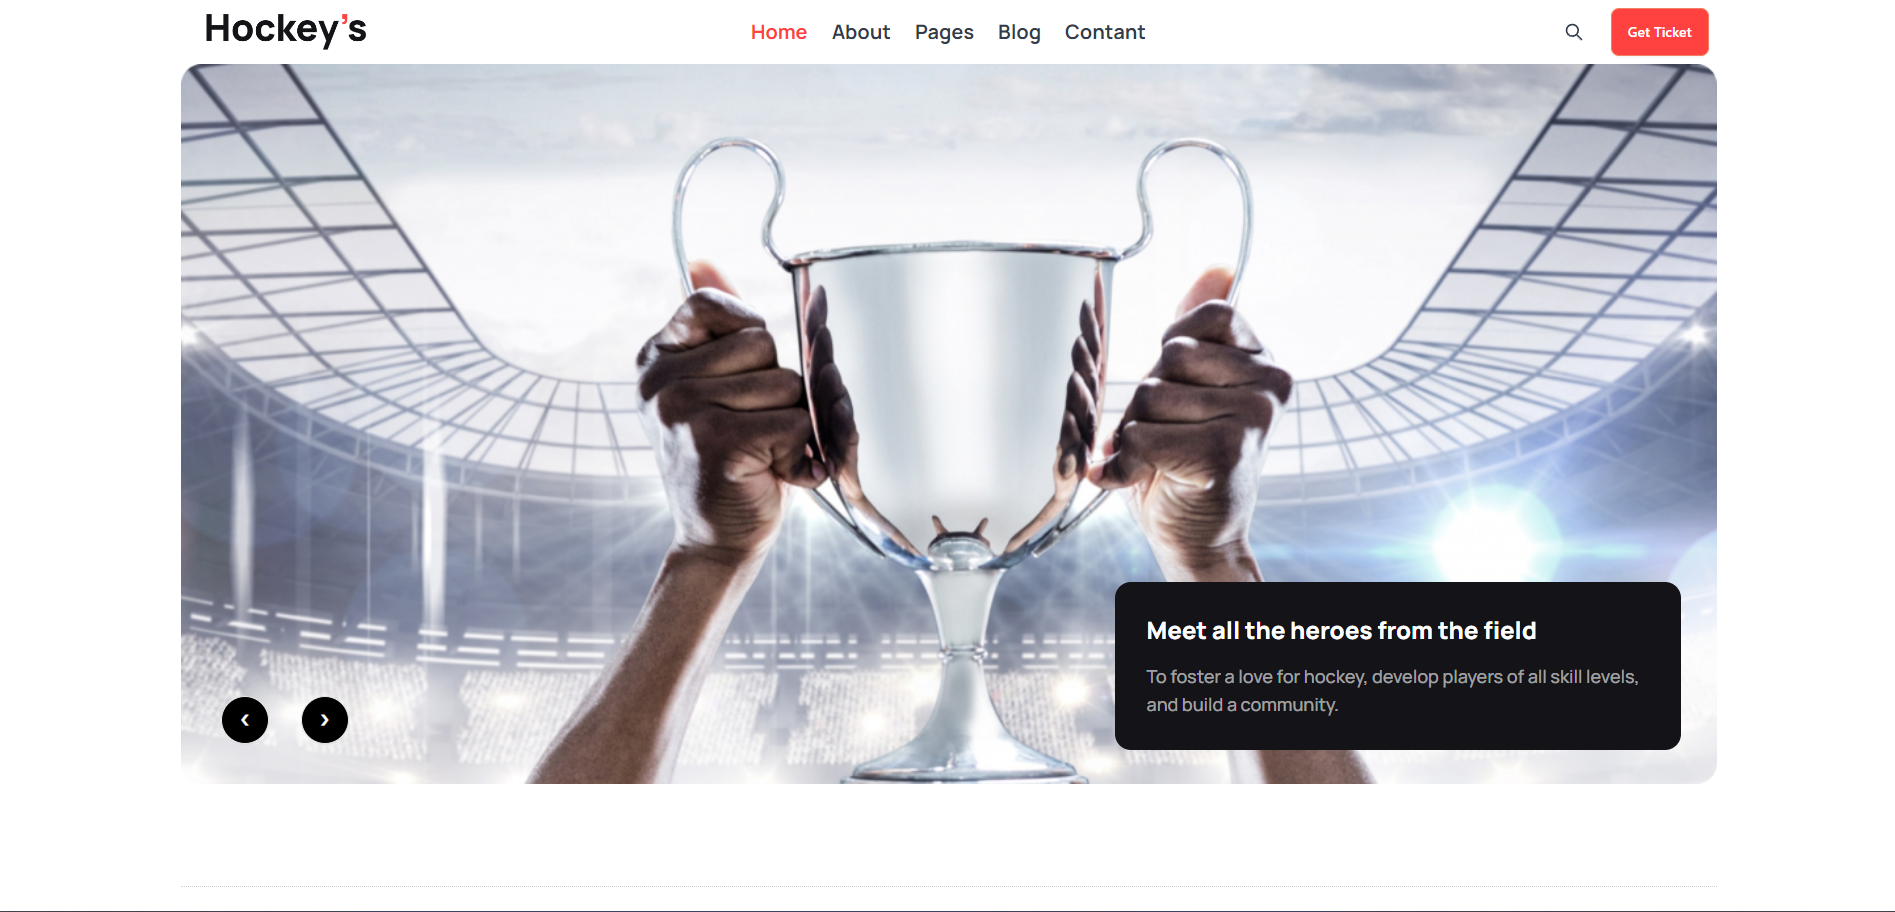 Hockey’s
Home About Pages Blog Contant
Get Ticket
Meet all the heroes from the field
To foster a love for hockey, develop players of all skill levels,
and build a community.